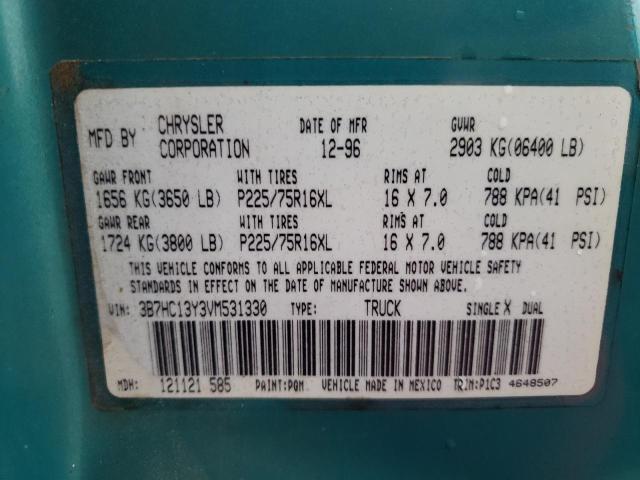 MFD BY CHRYSLER CORPORATION DATE OF MFR 12-96 GVWR 2903 KG(06400 LB)
GAWR FRONT WITH TIRES RIMS AT COLD
1656 KG(3650 LB) P225/75R16XL 16 X 7.0 788 KPA(41 PSI)
GAWR REAR WITH TIRES RIMS AT COLD
1724 KG(3800 LB) P225/75R16XL 16 X 7.0 788 KPA(41 PSI)
THIS VEHICLE CONFORMS TO ALL APPLICABLE FEDERAL MOTOR VEHICLE SAFETY
STANDARDS IN EFFECT ON THE DATE OF MANUFACTURE SHOWN ABOVE.
VIN: 3B7HC13Y3VM531330 TYPE: TRUCK SINGLE X DUAL
MDH: 121121 585 PAINT:PGM VEHICLE MADE IN MEXICO TRIM:P1C3 4648507